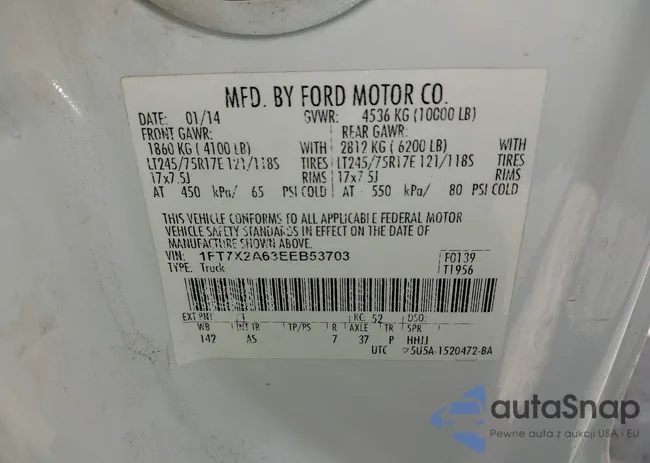 MFD. BY FORD MOTOR CO.
DATE: 01/14 GVWR: 4536 KG (10000 LB)
FRONT GAWR: REAR GAWR:
1860 KG ( 4100 LB) WITH 2812 KG ( 6200 LB) WITH
LT245/75R17E 121/118S TIRES LT245/75R17E 121/118S TIRES
17x7.5J RIMS 17x7.5J RIMS
AT 450 kPa/ 65 PSI COLD AT 550 kPa/ 80 PSI COLD
THIS VEHICLE CONFORMS TO ALL APPLICABLE FEDERAL MOTOR
VEHICLE SAFETY STANDARDS IN EFFECT ON THE DATE OF
MANUFACTURE SHOWN ABOVE.
VIN: 1FT7X2A63EEB53703 F0139
TYPE: Truck T1956
EXT PNT: RC: 52 DSO:
WB INT TR TP/PS R AXLE TR SPR
142 AS 7 37 P HHJJ
UTC 5U5A-1520472-BA
autaSnap
Pewne auta z aukcji USA i EU